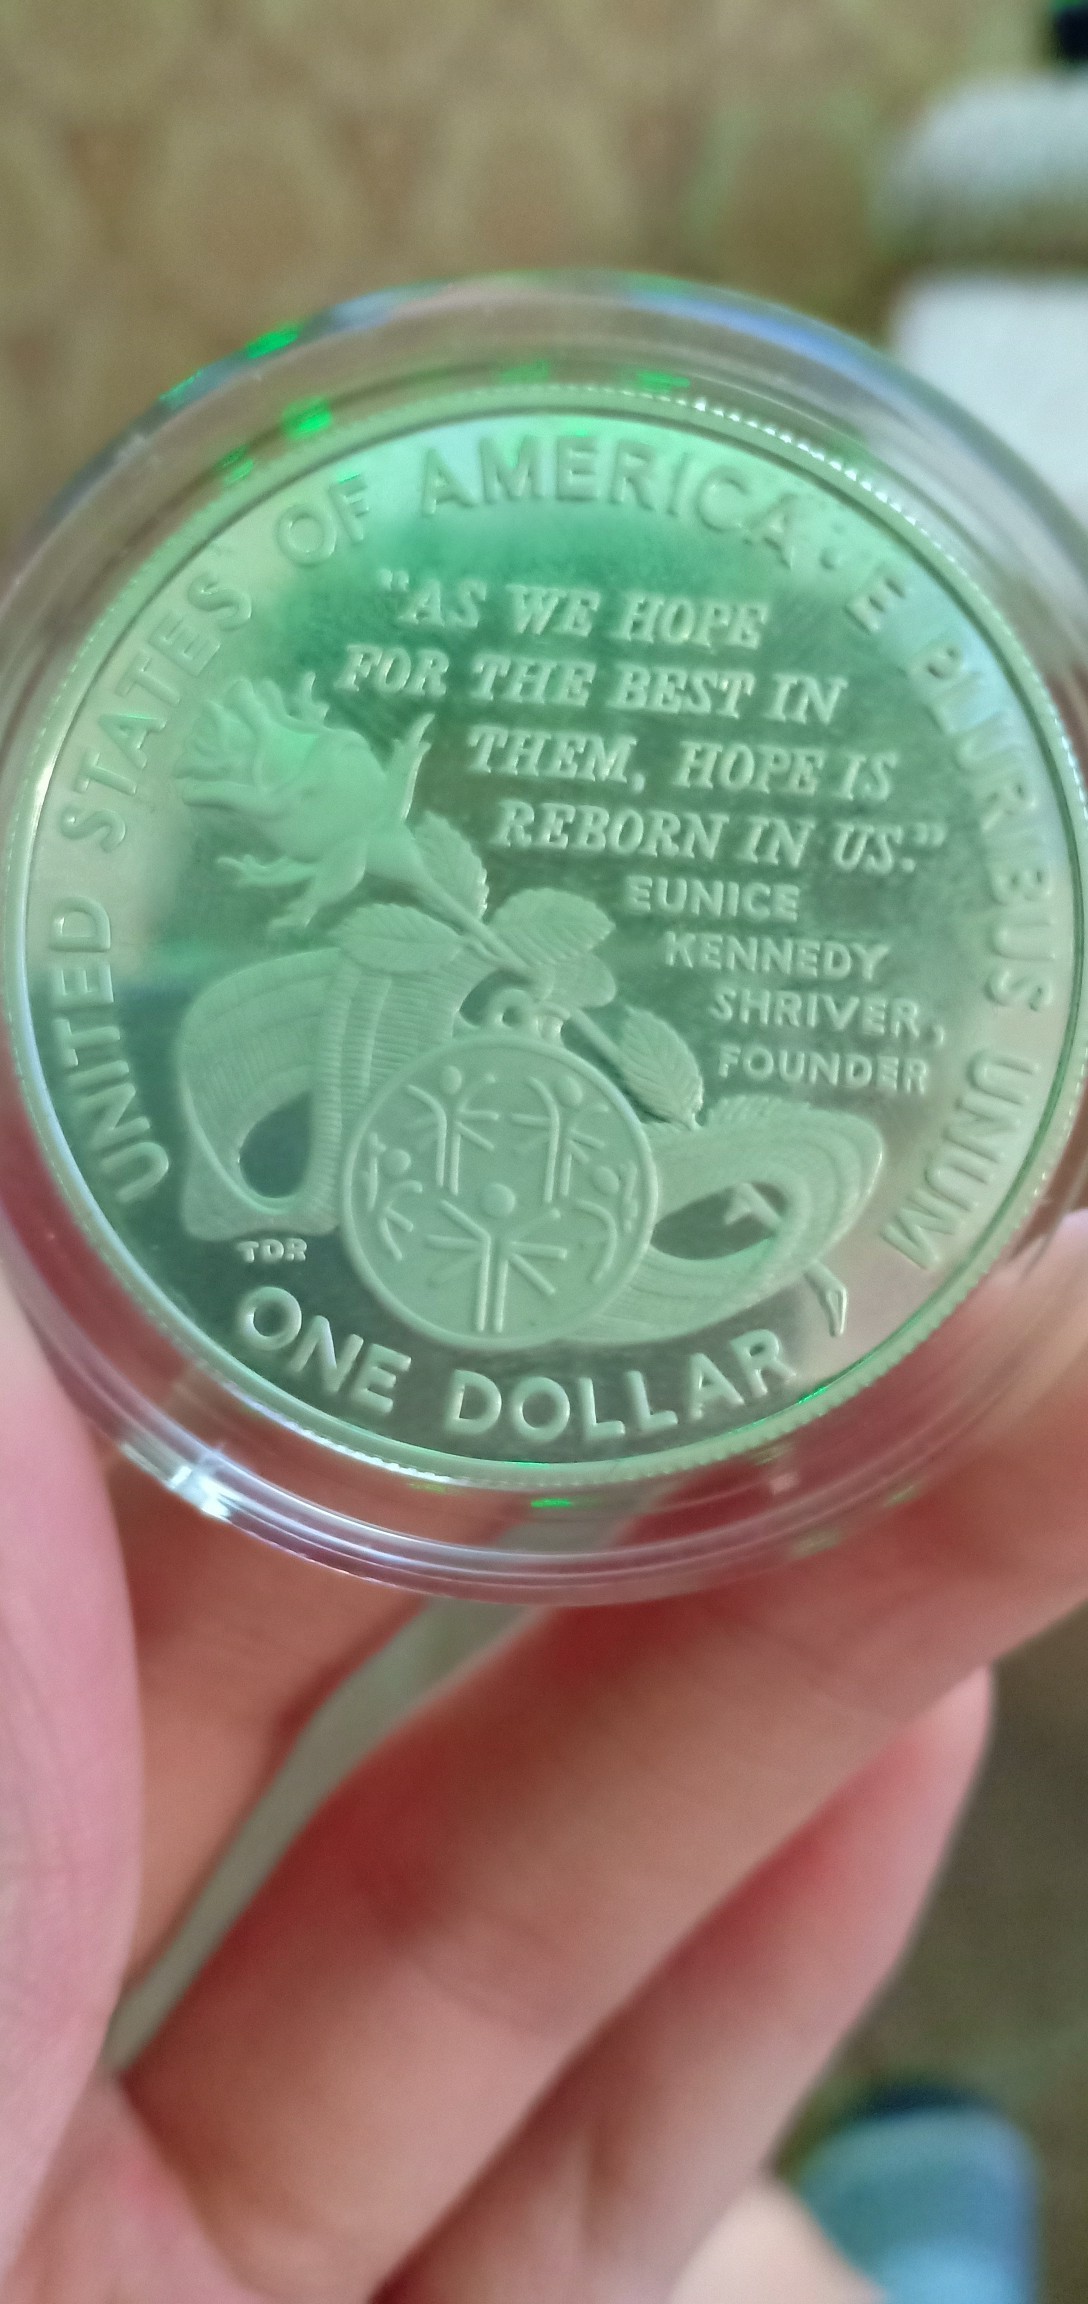 UNITED STATES OF AMERICA · E PLURIBUS UNUM
"AS WE HOPE
FOR THE BEST IN
THEM, HOPE IS
REBORN IN US."
EUNICE
KENNEDY
SHRIVER,
FOUNDER
TDR
ONE DOLLAR